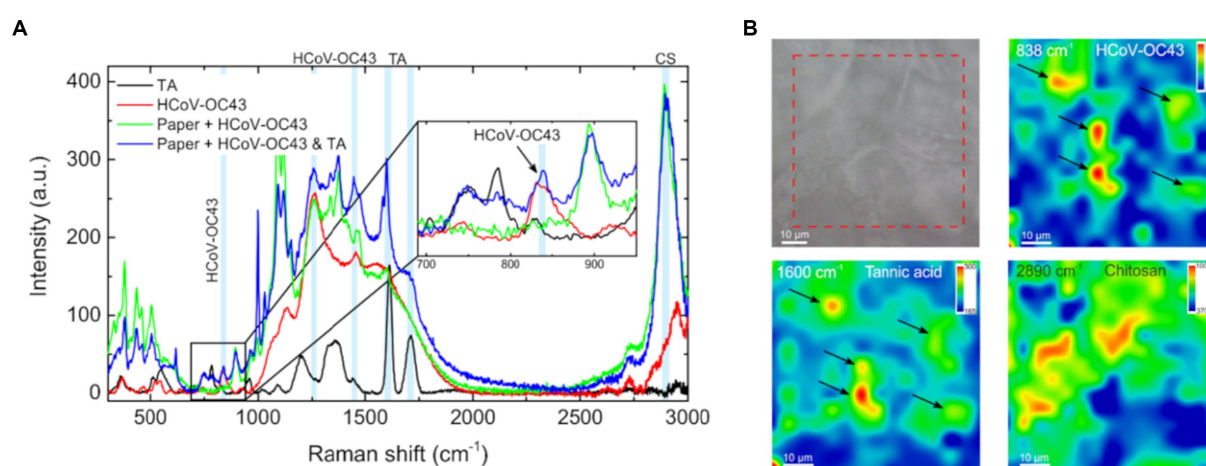 A
HCoV-OC43 TA CS
400
300
200
100
0
Intensity (a.u.)
TA
HCoV-OC43
Paper + HCoV-OC43
Paper + HCoV-OC43 & TA
HCoV-OC43
HCoV-OC43
700 800 900
500 1000 1500 2000 2500 3000
Raman shift (cm⁻¹)
B
10 µm
838 cm⁻¹ HCoV-OC43
10 µm
1600 cm⁻¹ Tannic acid
300
10 µm
2890 cm⁻¹ Chitosan
370
10 µm